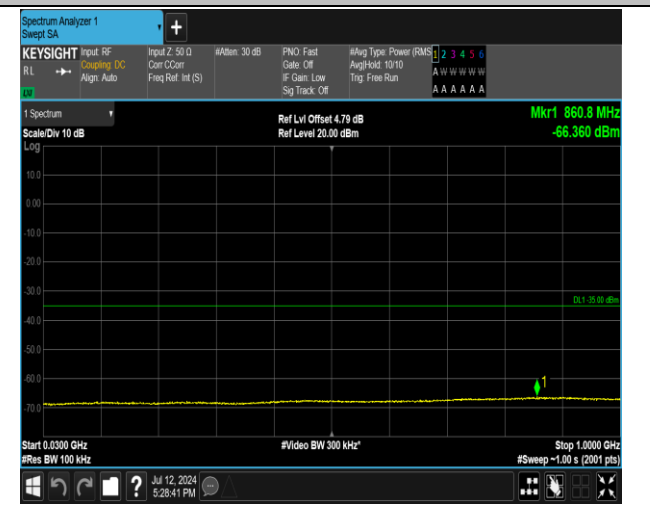 Spectrum Analyzer 1
Swept SA
+
KEYSIGHT
RL
LW
Input: RF
Coupling: DC
Align: Auto
Input Z: 50 Ω
Corr CCorr
Freq Ref: Int (S)
#Atten: 30 dB
PNO: Fast
Gate: Off
IF Gain: Low
Sig Track: Off
#Avg Type: Power (RMS
Avg|Hold: 10/10
Trig: Free Run
1 2 3 4 5 6
A W W W W W
A A A A A A
1 Spectrum
Scale/Div 10 dB
Ref Lvl Offset 4.79 dB
Ref Level 20.00 dBm
Mkr1 860.8 MHz
-66.360 dBm
Log
10.0
0.00
-10.0
-20.0
-30.0
DL1 -35.00 dBm
-40.0
-50.0
-60.0
1
-70.0
Start 0.0300 GHz
#Res BW 100 kHz
#Video BW 300 kHz*
Stop 1.0000 GHz
#Sweep ~1.00 s (2001 pts)
?
Jul 12, 2024
5:28:41 PM